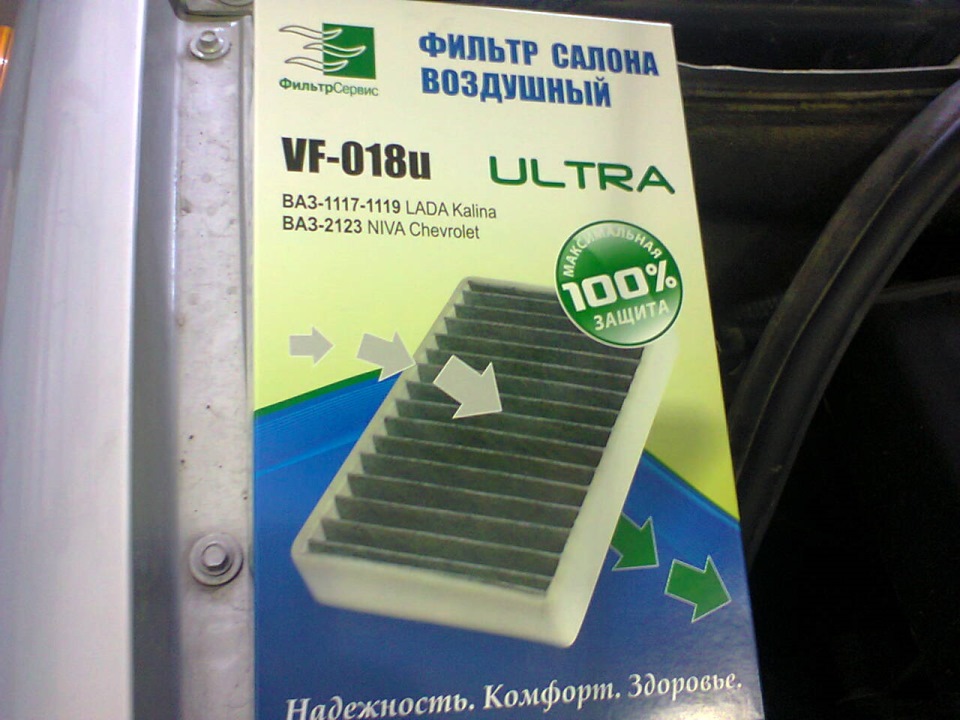 ФИЛЬТР САЛОНА
ВОЗДУШНЫЙ
ФильтрСервис
VF-018u
ULTRA
ВАЗ-1117-1119 LADA Kalina
ВАЗ-2123 NIVA Chevrolet
МАКСИМАЛЬНАЯ
100%
ЗАЩИТА
Надежность. Комфорт. Здоровье.